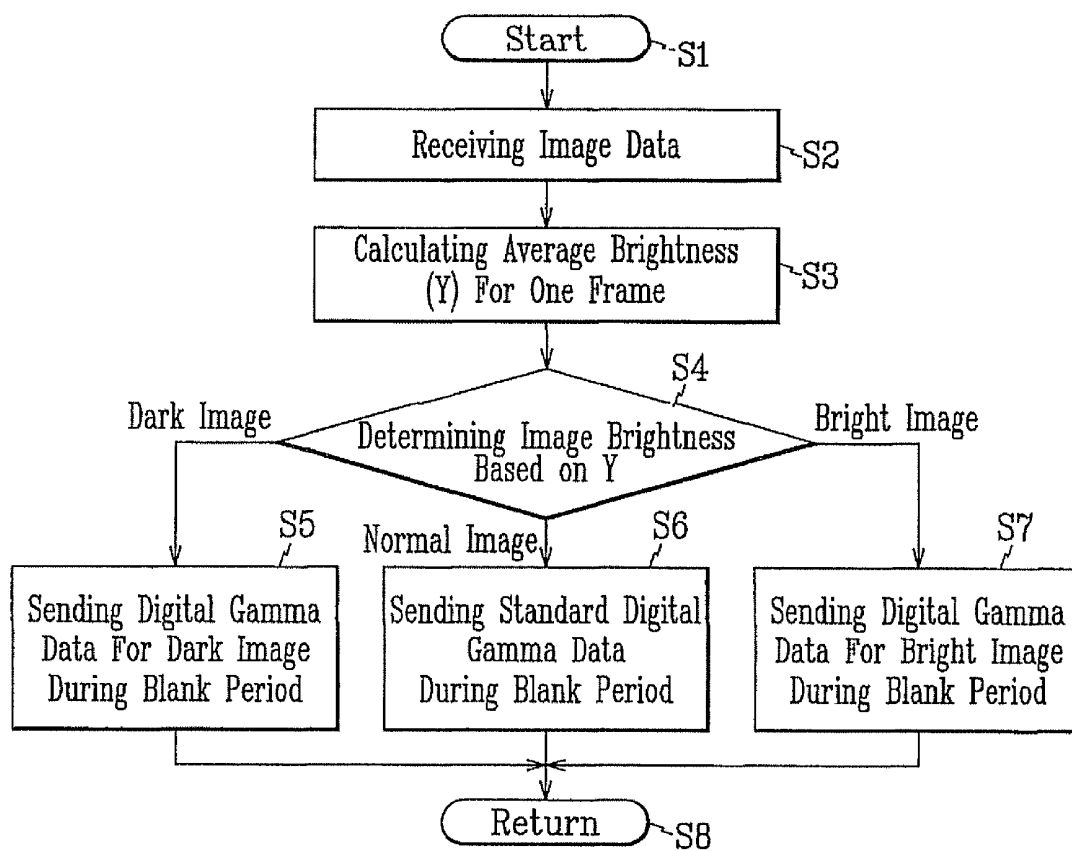 Start
S1
Receiving Image Data
S2
Calculating Average Brightness
(Y) For One Frame
S3
S4
Dark Image
Bright Image
Determining Image Brightness
Based on Y
S5
Normal Image
S6
S7
Sending Digital Gamma
Data For Dark Image
During Blank Period
Sending Standard Digital
Gamma Data
During Blank Period
Sending Digital Gamma
Data For Bright Image
During Blank Period
Return
S8